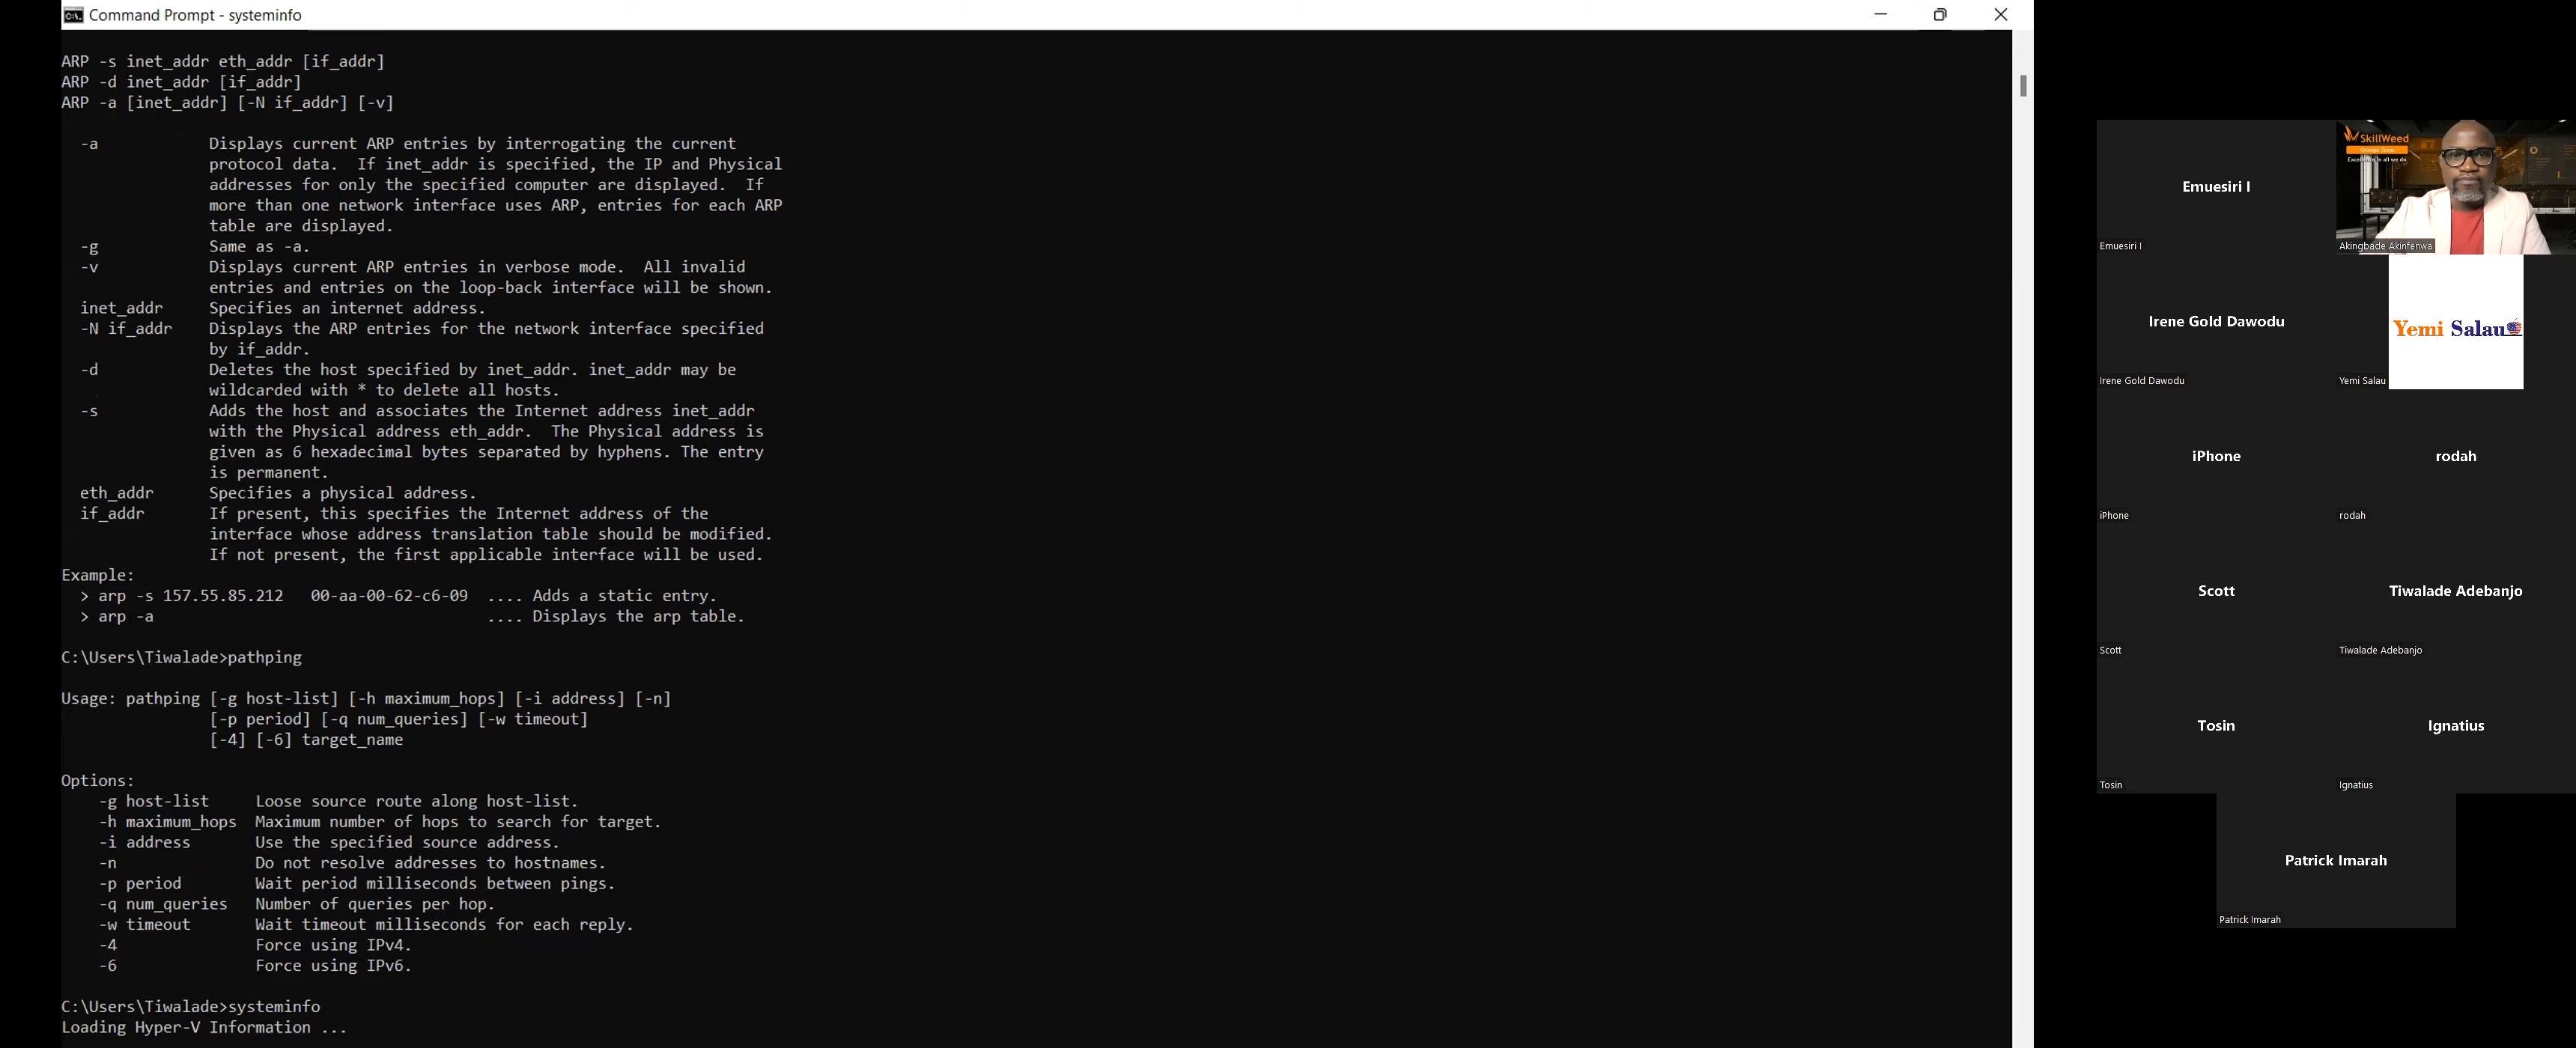 Command Prompt - systeminfo
ARP -s inet_addr eth_addr [if_addr]
ARP -d inet_addr [if_addr]
ARP -a [inet_addr] [-N if_addr] [-v]
-a Displays current ARP entries by interrogating the current
protocol data. If inet_addr is specified, the IP and Physical
addresses for only the specified computer are displayed. If
more than one network interface uses ARP, entries for each ARP
table are displayed.
-g Same as -a.
-v Displays current ARP entries in verbose mode. All invalid
entries and entries on the loop-back interface will be shown.
inet_addr Specifies an internet address.
-N if_addr Displays the ARP entries for the network interface specified
by if_addr.
-d Deletes the host specified by inet_addr. inet_addr may be
wildcarded with * to delete all hosts.
-s Adds the host and associates the Internet address inet_addr
with the Physical address eth_addr. The Physical address is
given as 6 hexadecimal bytes separated by hyphens. The entry
is permanent.
eth_addr Specifies a physical address.
if_addr If present, this specifies the Internet address of the
interface whose address translation table should be modified.
If not present, the first applicable interface will be used.
Example:
> arp -s 157.55.85.212 00-aa-00-62-c6-09 .... Adds a static entry.
> arp -a .... Displays the arp table.
C:\Users\Tiwalade>pathping
Usage: pathping [-g host-list] [-h maximum_hops] [-i address] [-n]
[-p period] [-q num_queries] [-w timeout]
[-4] [-6] target_name
Options:
-g host-list Loose source route along host-list.
-h maximum_hops Maximum number of hops to search for target.
-i address Use the specified source address.
-n Do not resolve addresses to hostnames.
-p period Wait period milliseconds between pings.
-q num_queries Number of queries per hop.
-w timeout Wait timeout milliseconds for each reply.
-4 Force using IPv4.
-6 Force using IPv6.
C:\Users\Tiwalade>systeminfo
Loading Hyper-V Information ...
Emuesiri I
Emuesiri I
SkillWeed
Orange Team
Excellence in all we do
Akingbade Akinfenwa
Irene Gold Dawodu
Irene Gold Dawodu
Yemi Salau
Yemi Salau
iPhone
iPhone
rodah
rodah
Scott
Scott
Tiwalade Adebanjo
Tiwalade Adebanjo
Tosin
Tosin
Ignatius
Ignatius
Patrick Imarah
Patrick Imarah